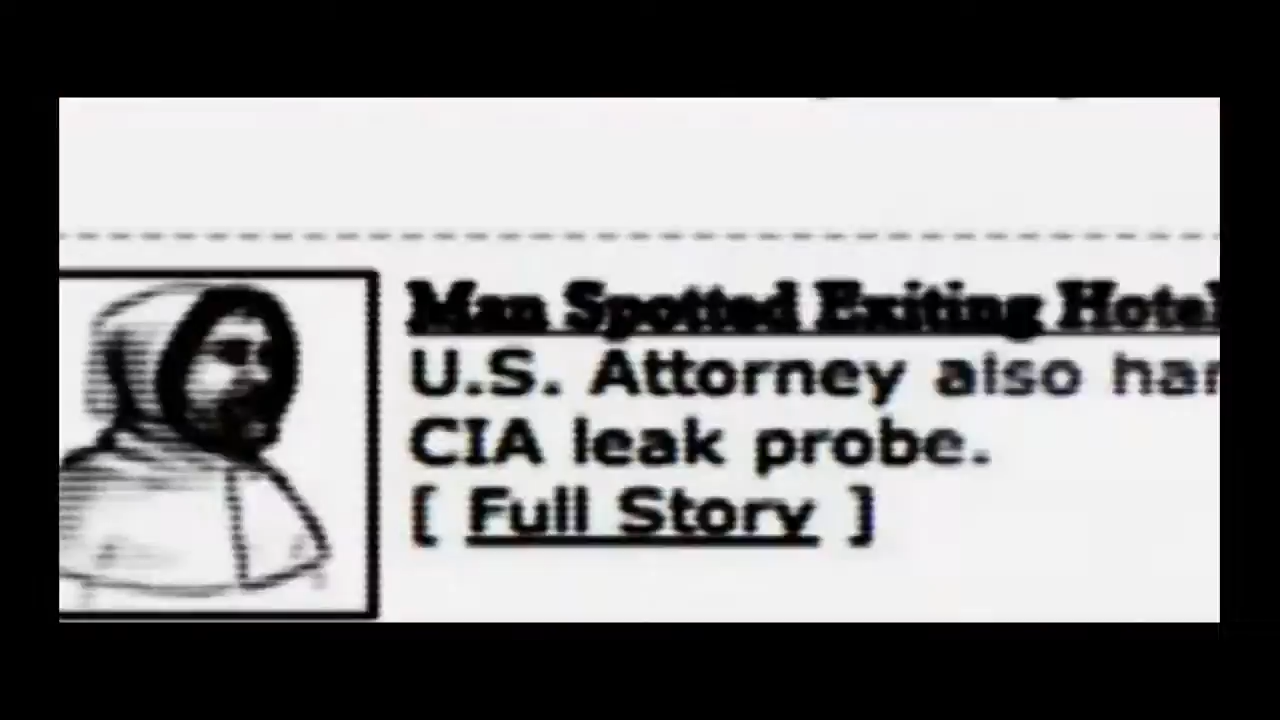 Man Spotted Exiting Hotel
U.S. Attorney also
CIA leak probe.
[ Full Story ]